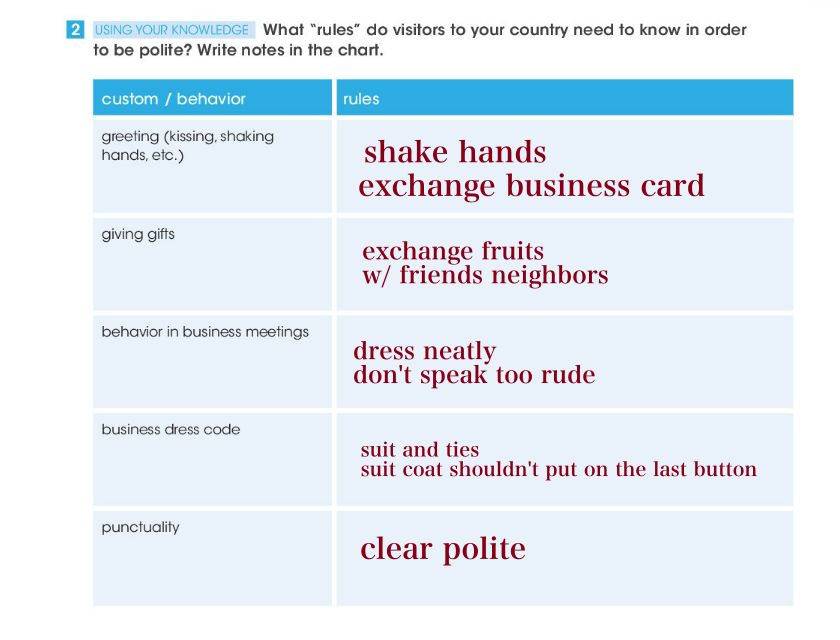 2 USING YOUR KNOWLEDGE What “rules” do visitors to your country need to know in order
to be polite? Write notes in the chart.
custom / behavior
rules
greeting (kissing, shaking
hands, etc.)
shake hands
exchange business card
giving gifts
exchange fruits
w/ friends neighbors
behavior in business meetings
dress neatly
don't speak too rude
business dress code
suit and ties
suit coat shouldn't put on the last button
punctuality
clear polite